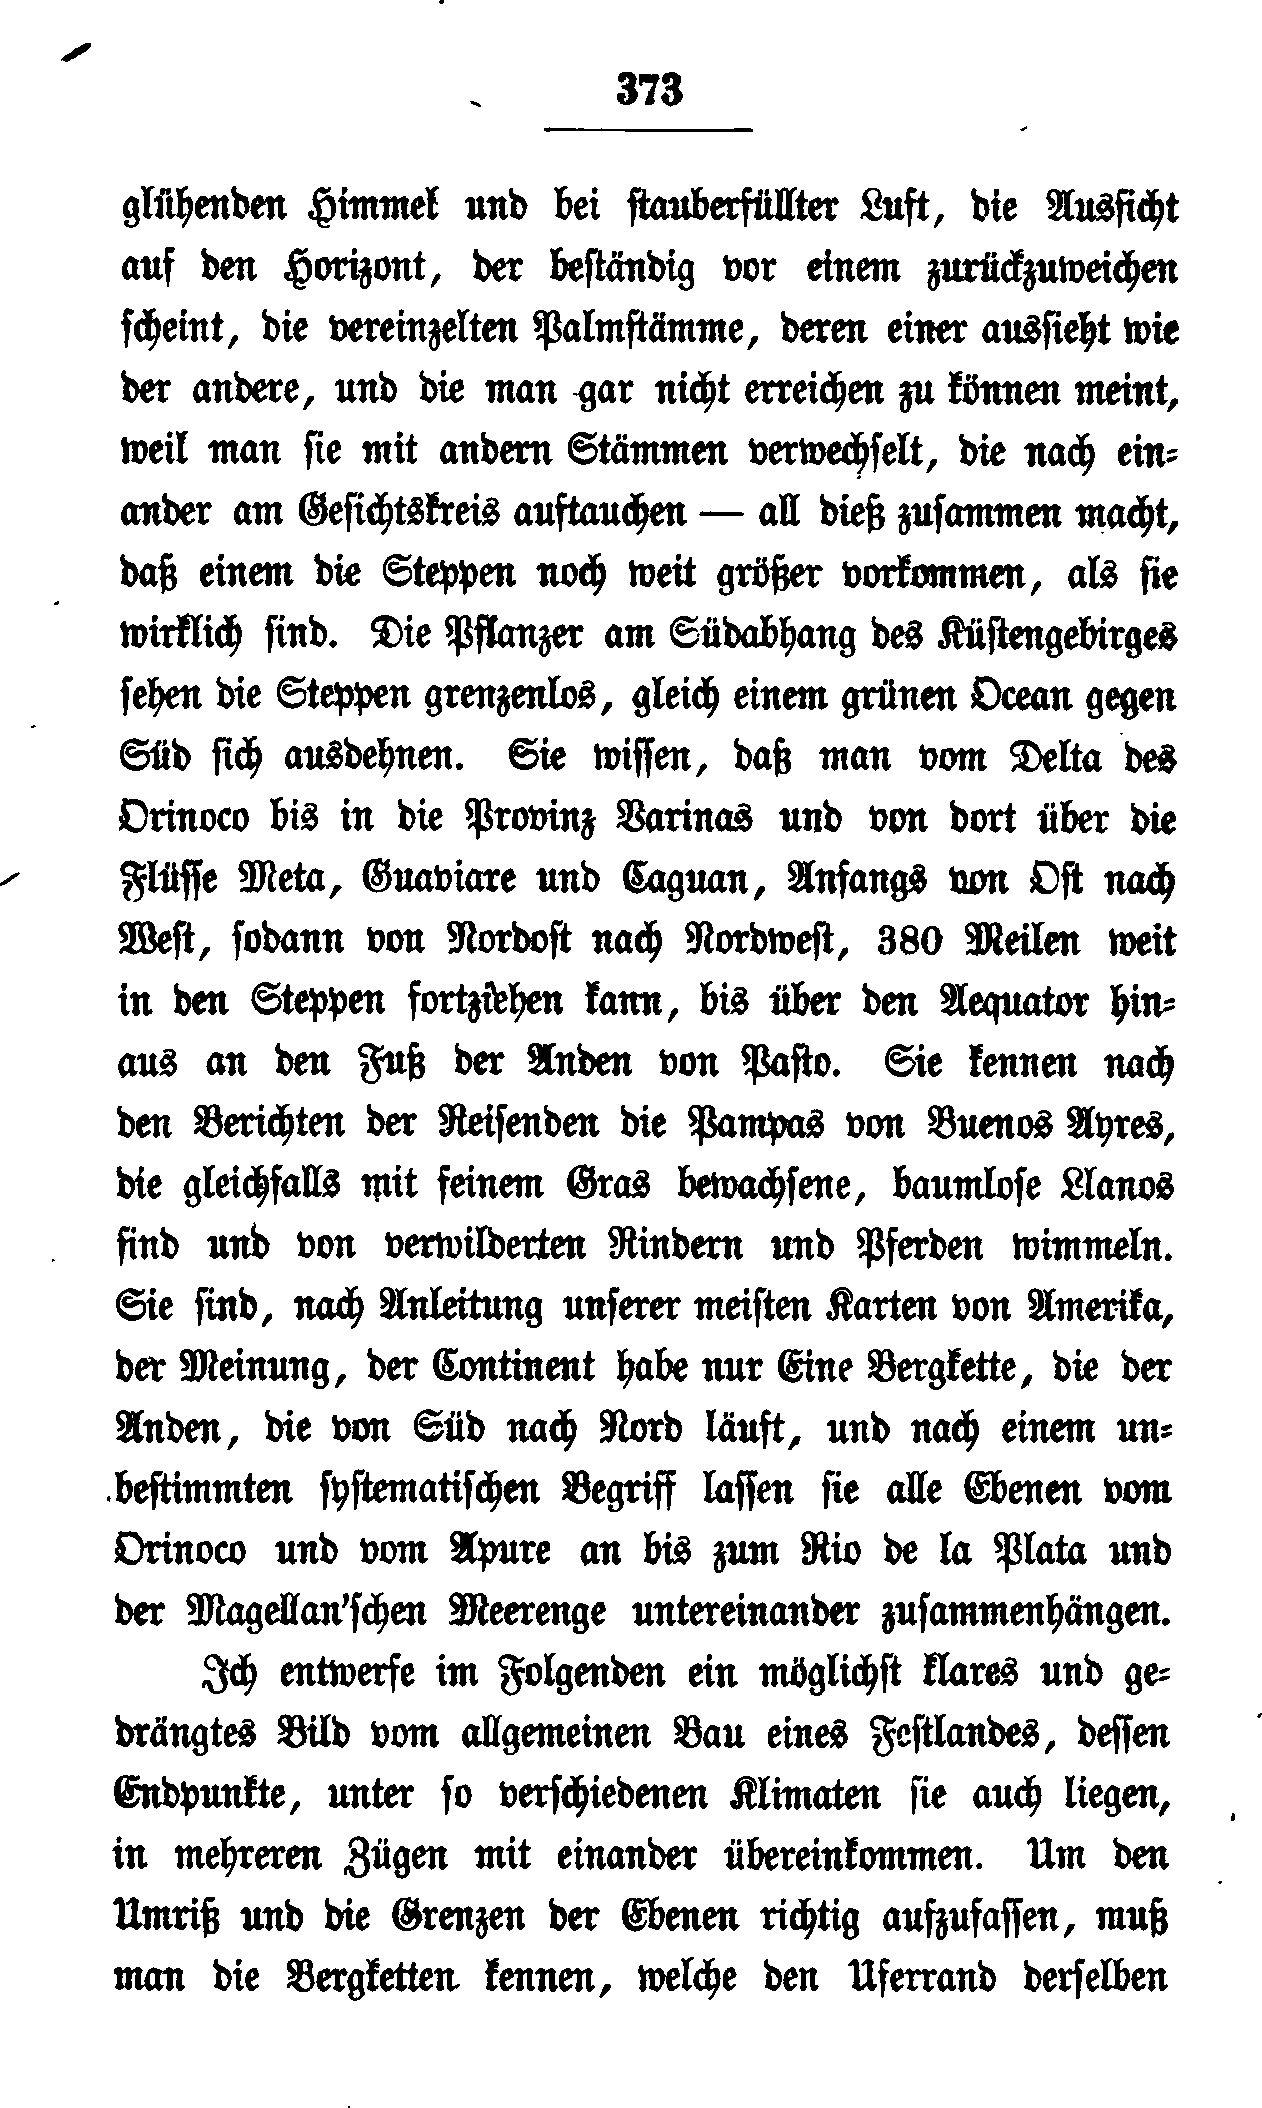 373
glühenden Himmel und bei stauberfüllter Luft, die Aussicht
auf den Horizont, der beständig vor einem zurückzuweichen
scheint, die vereinzelten Palmstämme, deren einer aussieht wie
der andere, und die man gar nicht erreichen zu können meint,
weil man sie mit andern Stämmen verwechselt, die nach ein-
ander am Gesichtskreis auftauchen — all dieß zusammen macht,
daß einem die Steppen noch weit größer vorkommen, als sie
wirklich sind. Die Pflanzer am Südabhang des Küstengebirges
sehen die Steppen grenzenlos, gleich einem grünen Ocean gegen
Süd sich ausdehnen. Sie wissen, daß man vom Delta des
Orinoco bis in die Provinz Varinas und von dort über die
Flüsse Meta, Guaviare und Caguan, Anfangs von Ost nach
West, sodann von Nordost nach Nordwest, 380 Meilen weit
in den Steppen fortziehen kann, bis über den Aequator hin-
aus an den Fuß der Anden von Pasto. Sie kennen nach
den Berichten der Reisenden die Pampas von Buenos Ayres,
die gleichfalls mit feinem Gras bewachsene, baumlose Llanos
sind und von verwilderten Rindern und Pferden wimmeln.
Sie sind, nach Anleitung unserer meisten Karten von Amerika,
der Meinung, der Continent habe nur Eine Bergkette, die der
Anden, die von Süd nach Nord läuft, und nach einem un-
bestimmten systematischen Begriff lassen sie alle Ebenen vom
Orinoco und vom Apure an bis zum Rio de la Plata und
der Magellan'schen Meerenge untereinander zusammenhängen.
Ich entwerfe im Folgenden ein möglichst klares und ge-
drängtes Bild vom allgemeinen Bau eines Festlandes, dessen
Endpunkte, unter so verschiedenen Klimaten sie auch liegen,
in mehreren Zügen mit einander übereinkommen. Um den
Umriß und die Grenzen der Ebenen richtig aufzufassen, muß
man die Bergketten kennen, welche den Uferrand derselben